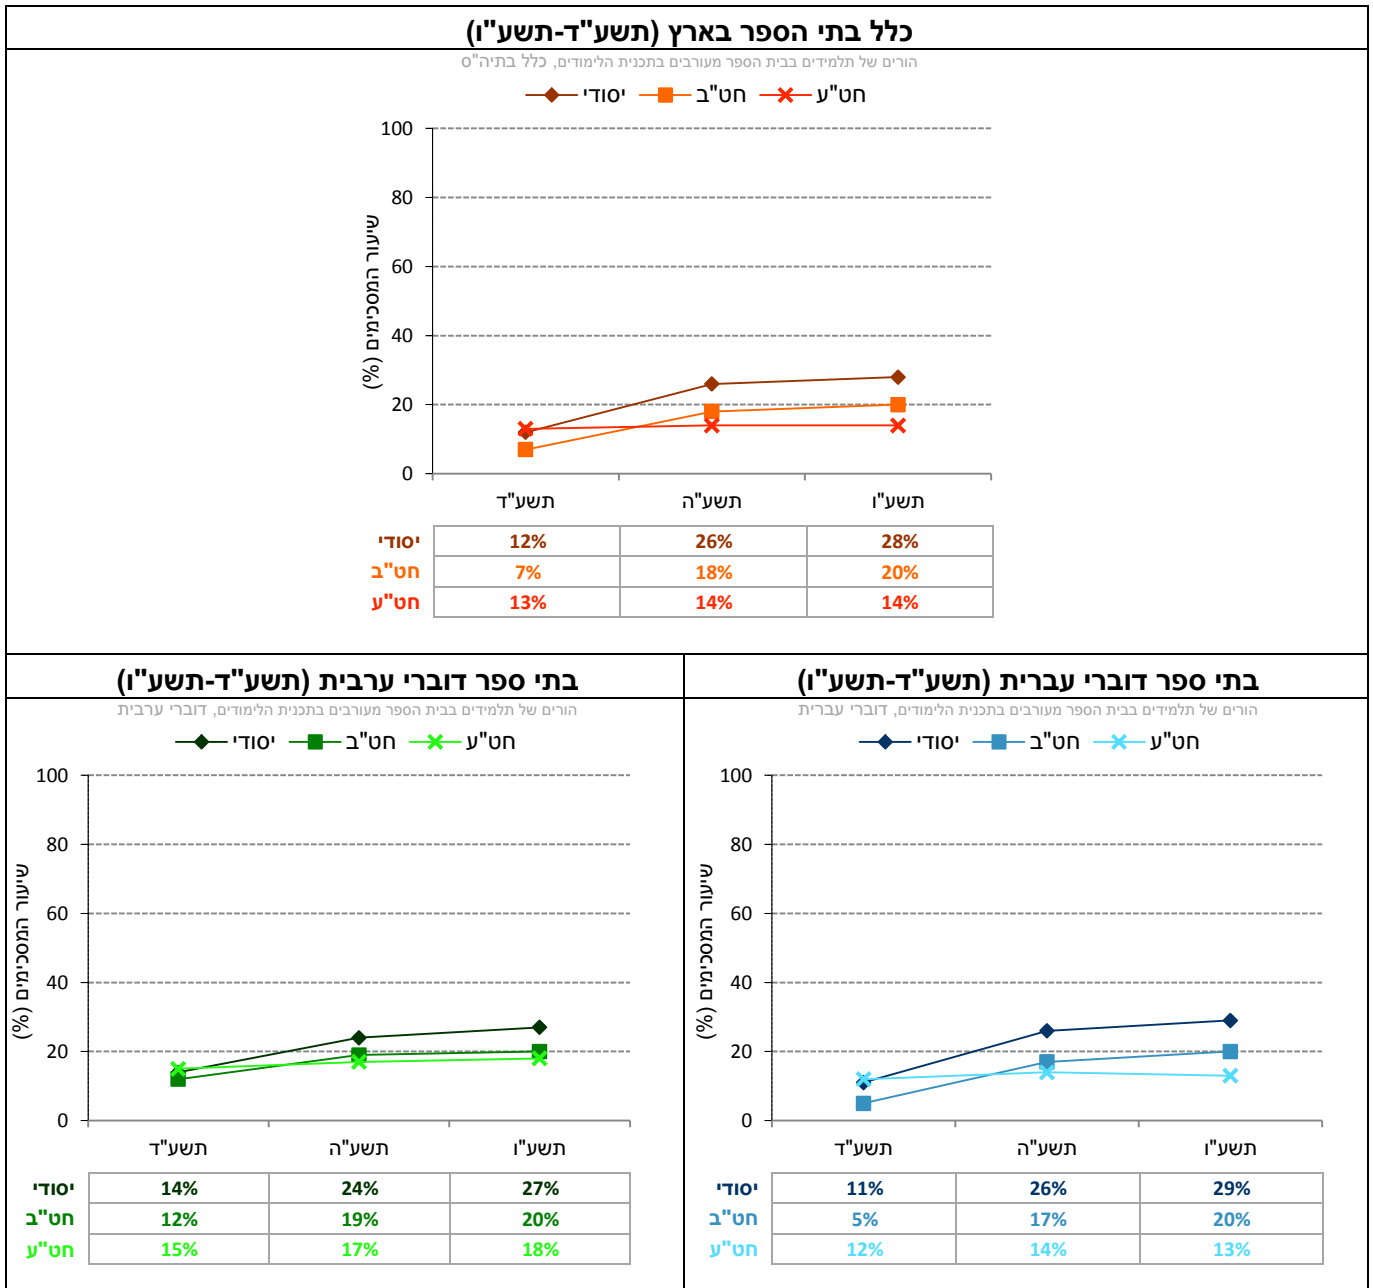 כלל בתי הספר בארץ (תשע"ד-תשע"ו)
הורים של תלמידים בבית הספר מעורבים בתכנית הלימודים, כלל בתיה"ס
יסודי חט"ב חט"ע
שיעור המסכימים (%)
100
80
60
40
20
0
תשע"ד תשע"ה תשע"ו
יסודי 12% 26% 28%
חט"ב 7% 18% 20%
חט"ע 13% 14% 14%
בתי ספר דוברי עברית (תשע"ד-תשע"ו)
הורים של תלמידים בבית הספר מעורבים בתכנית הלימודים, דוברי עברית
יסודי חט"ב חט"ע
שיעור המסכימים (%)
100
80
60
40
20
0
תשע"ד תשע"ה תשע"ו
יסודי 11% 26% 29%
חט"ב 5% 17% 20%
חט"ע 12% 14% 13%
בתי ספר דוברי ערבית (תשע"ד-תשע"ו)
הורים של תלמידים בבית הספר מעורבים בתכנית הלימודים, דוברי ערבית
יסודי חט"ב חט"ע
שיעור המסכימים (%)
100
80
60
40
20
0
תשע"ד תשע"ה תשע"ו
יסודי 14% 24% 27%
חט"ב 12% 19% 20%
חט"ע 15% 17% 18%